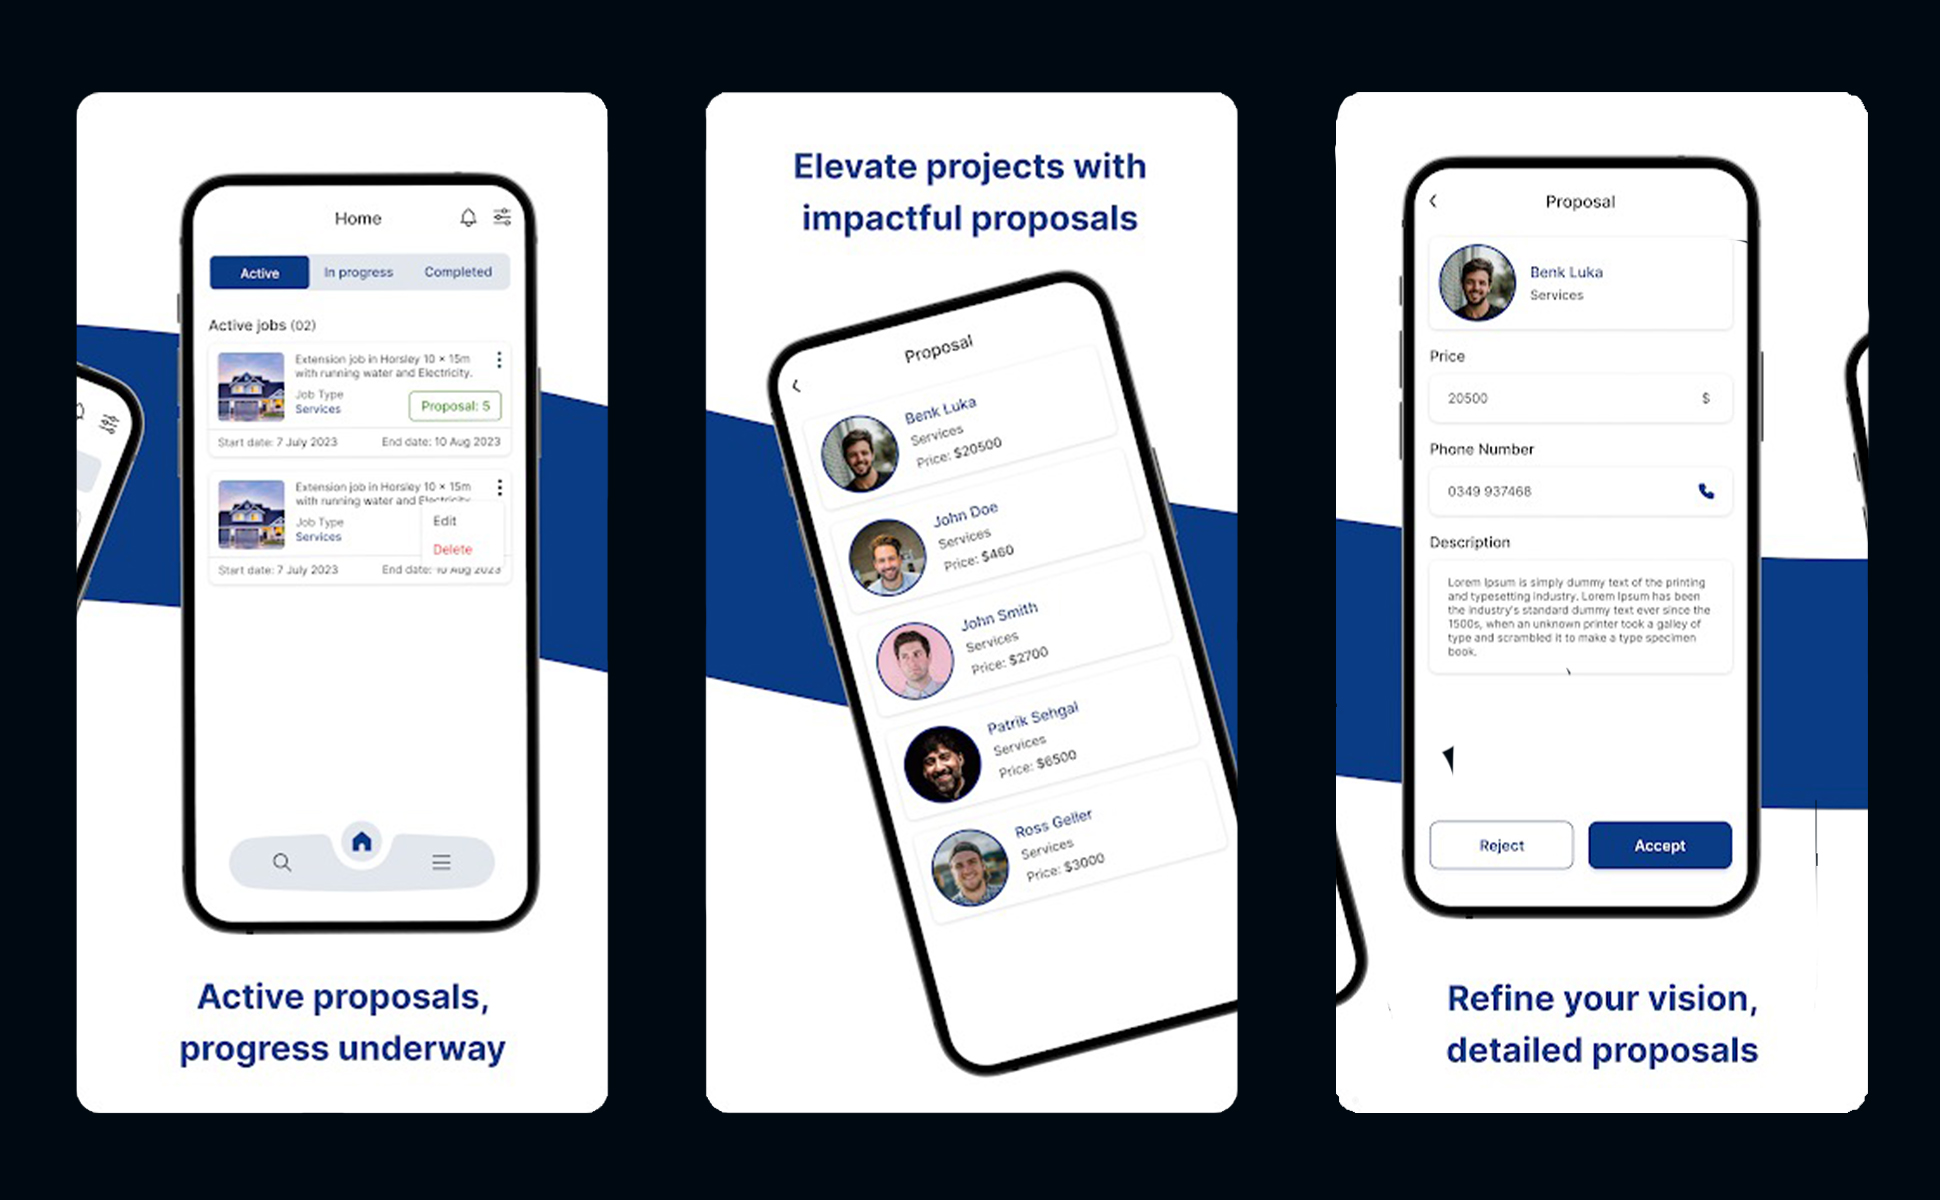 Home
Active
In progress
Completed
Active jobs (02)
Extension job in Horsley 10 × 15m
with running water and Electricity.
Job Type
Services
Proposal: 5
Start date: 7 July 2023
End date: 10 Aug 2023
Extension job in Horsley 10 × 15m
with running water and Electricity.
Job Type
Services
Edit
Delete
Start date: 7 July 2023
End date: 10 Aug 2023
Active proposals,
progress underway
Elevate projects with
impactful proposals
Proposal
Benk Luka
Services
Price: $20500
John Doe
Services
Price: $460
John Smith
Services
Price: $2700
Patrik Sehgal
Services
Price: $6500
Ross Geller
Services
Price: $3000
Proposal
Benk Luka
Services
Price
20500
$
Phone Number
0349 937468
Description
Lorem Ipsum is simply dummy text of the printing
and typesetting industry. Lorem Ipsum has been
the industry's standard dummy text ever since the
1500s, when an unknown printer took a galley of
type and scrambled it to make a type specimen
book.
Reject
Accept
Refine your vision,
detailed proposals